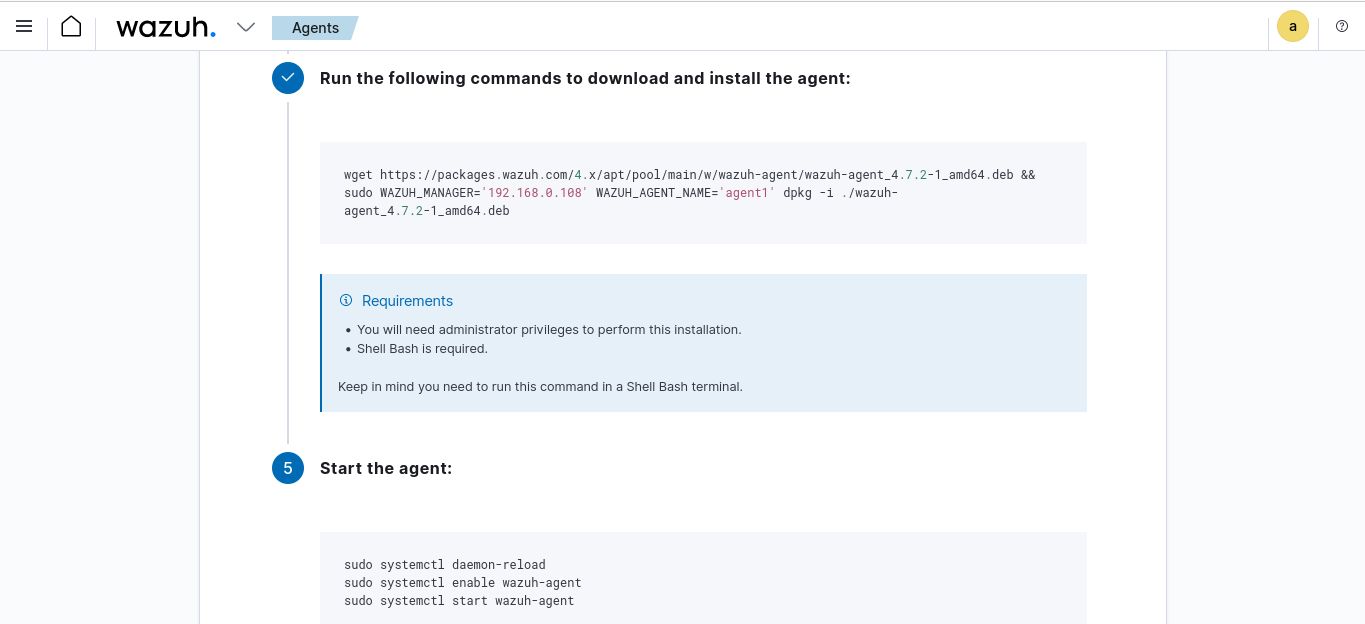 wazuh.
Agents
a
Run the following commands to download and install the agent:
wget https://packages.wazuh.com/4.x/apt/pool/main/w/wazuh-agent/wazuh-agent_4.7.2-1_amd64.deb &&
sudo WAZUH_MANAGER='192.168.0.108' WAZUH_AGENT_NAME='agent1' dpkg -i ./wazuh-
agent_4.7.2-1_amd64.deb
Requirements
• You will need administrator privileges to perform this installation.
• Shell Bash is required.
Keep in mind you need to run this command in a Shell Bash terminal.
5
Start the agent:
sudo systemctl daemon-reload
sudo systemctl enable wazuh-agent
sudo systemctl start wazuh-agent